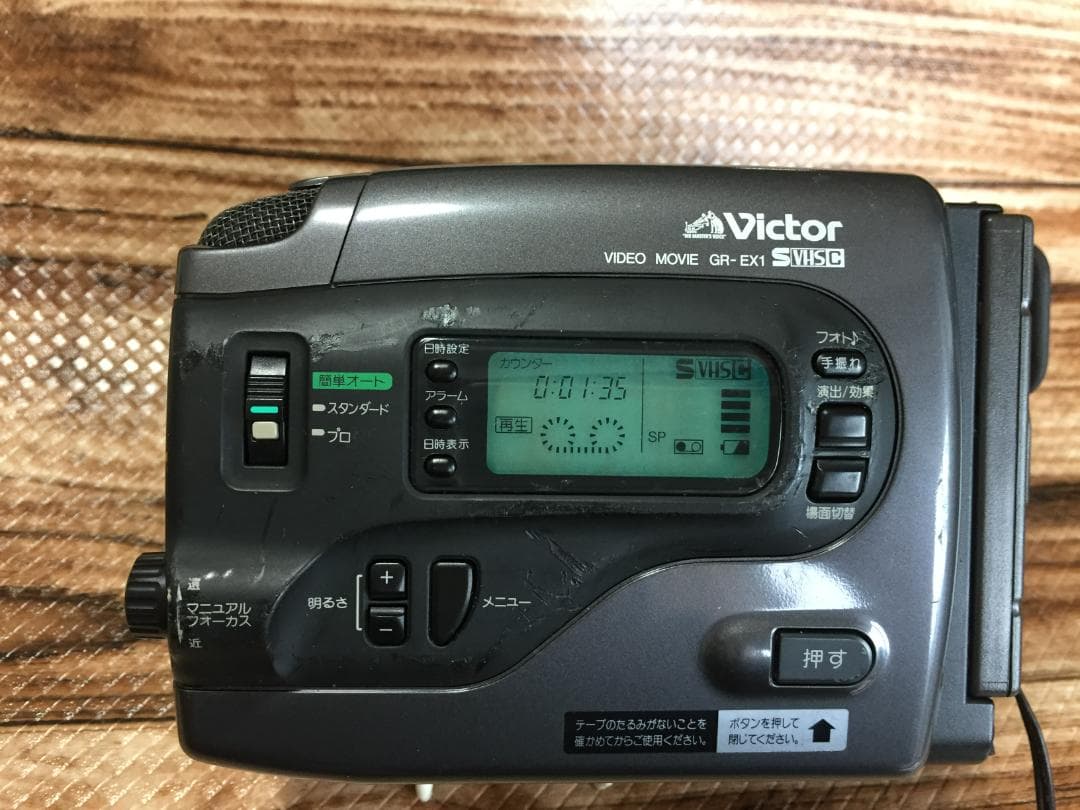 "HIS MASTER'S VOICE"
Victor
VIDEO MOVIE GR-EX1 S VHS C
日時設定
アラーム
日時表示
カウンター
0:01:35
再生
SP
S VHS C
フォト♪
手振れ
演出/効果
場面切替
簡単オート
スタンダード
プロ
遠
マニュアル
フォーカス
近
明るさ
+
−
メニュー
押す
テープのたるみがないことを
確かめてからご使用ください。
ボタンを押して
閉じてください。